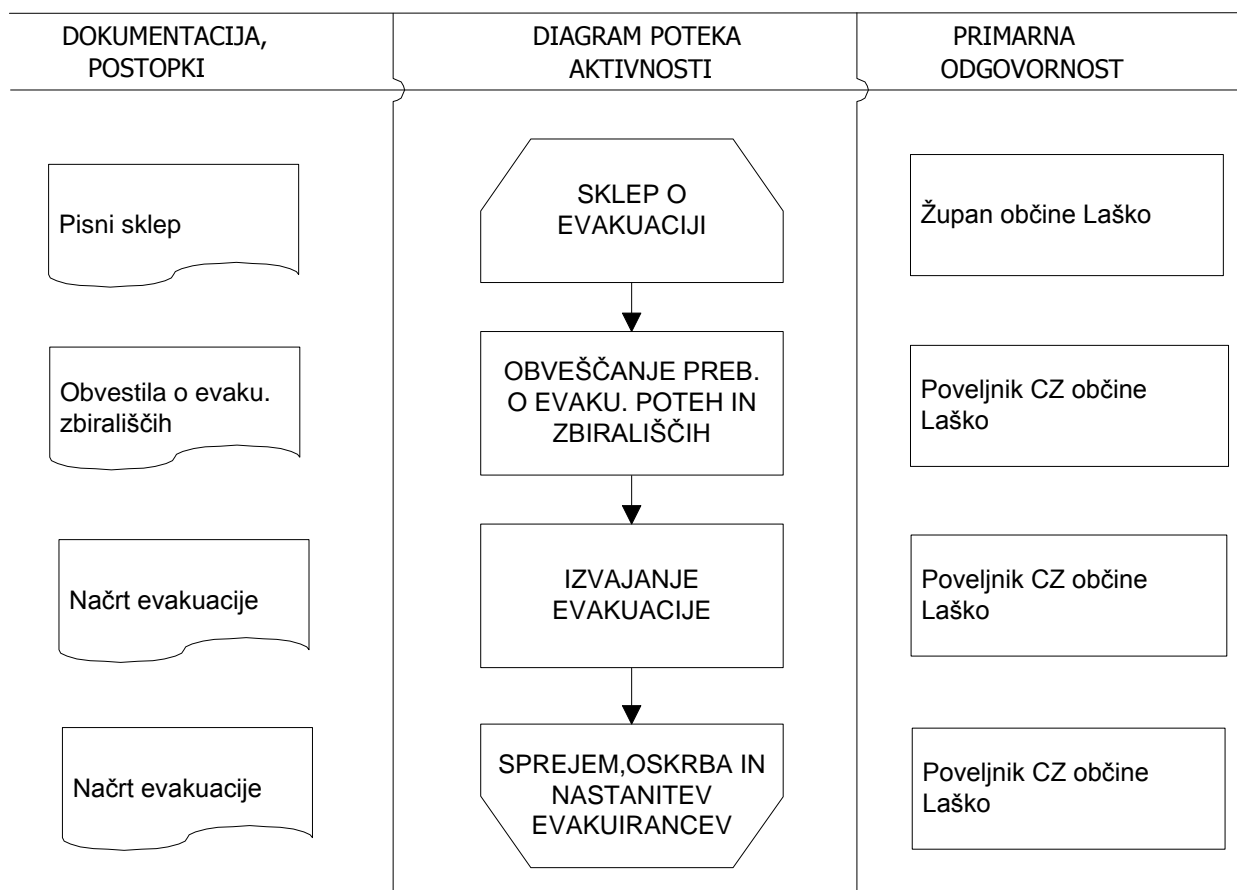 DOKUMENTACIJA,
POSTOPKI
DIAGRAM POTEKA
AKTIVNOSTI
PRIMARNA
ODGOVORNOST
Pisni sklep
SKLEP O
EVAKUACIJI
Župan občine Laško
Obvestila o evaku.
zbirališčih
OBVEŠČANJE PREB.
O EVAKU. POTEH IN
ZBIRALIŠČIH
Poveljnik CZ občine
Laško
Načrt evakuacije
IZVAJANJE
EVAKUACIJE
Poveljnik CZ občine
Laško
Načrt evakuacije
SPREJEM,OSKRBA IN
NASTANITEV
EVAKUIRANCEV
Poveljnik CZ občine
Laško